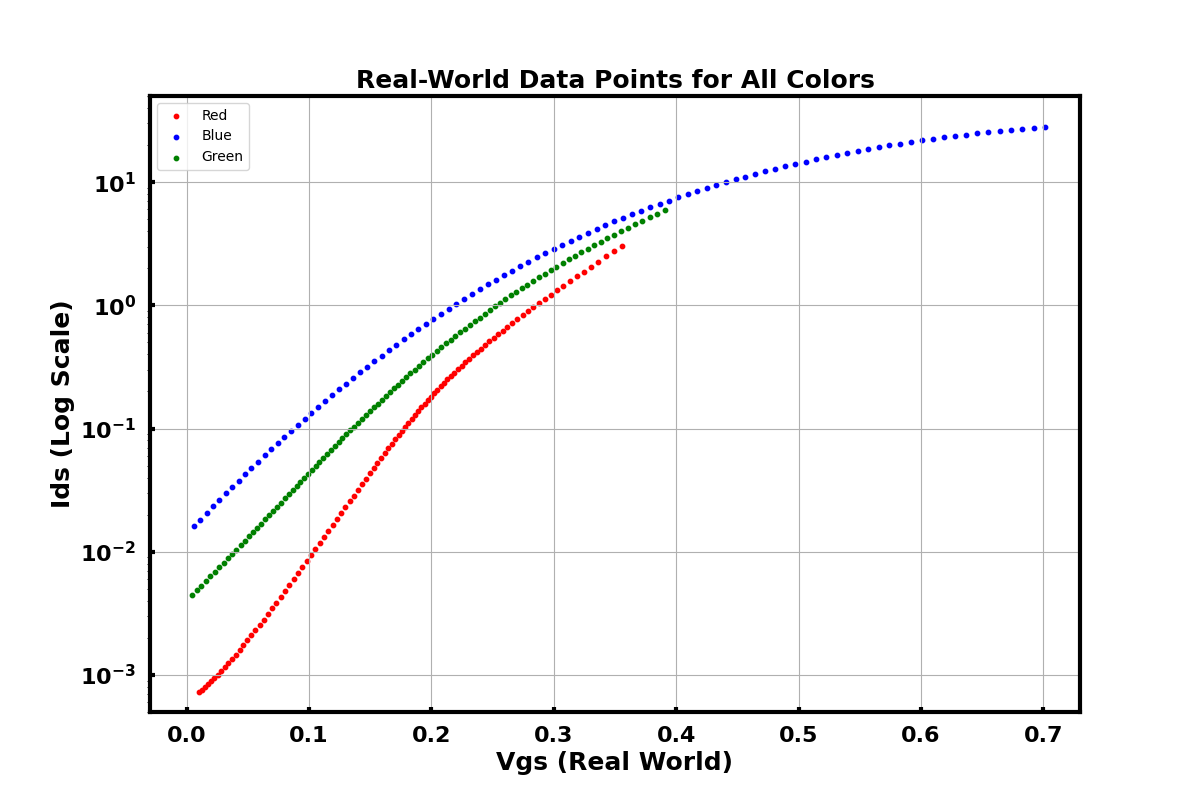 Real-World Data Points for All Colors
Red
Blue
Green
Ids (Log Scale)
10¹
10⁰
10⁻¹
10⁻²
10⁻³
0.0 0.1 0.2 0.3 0.4 0.5 0.6 0.7
Vgs (Real World)